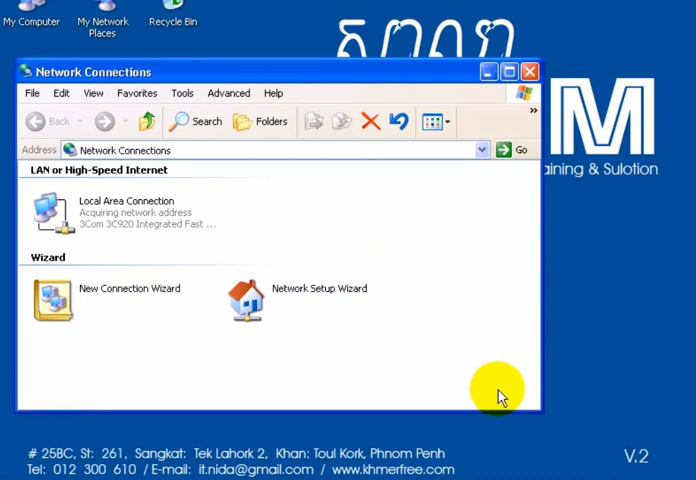 My Computer
My Network Places
Recycle Bin
Network Connections
File Edit View Favorites Tools Help
Back Search Folders
Address Network Connections Go
LAN or High-Speed Internet
Local Area Connection
Acquiring network address
3Com 3C920 Integrated Fast ...
Wizard
New Connection Wizard
Network Setup Wizard
M
aining & Sulotion
# 25BC, St: 261, Sangkat: Tek Lahork 2, Khan: Toul Kork, Phnom Penh
Tel: 012 300 610 / E-mail: it.nida@gmail.com / www.khmerfree.com
V.2